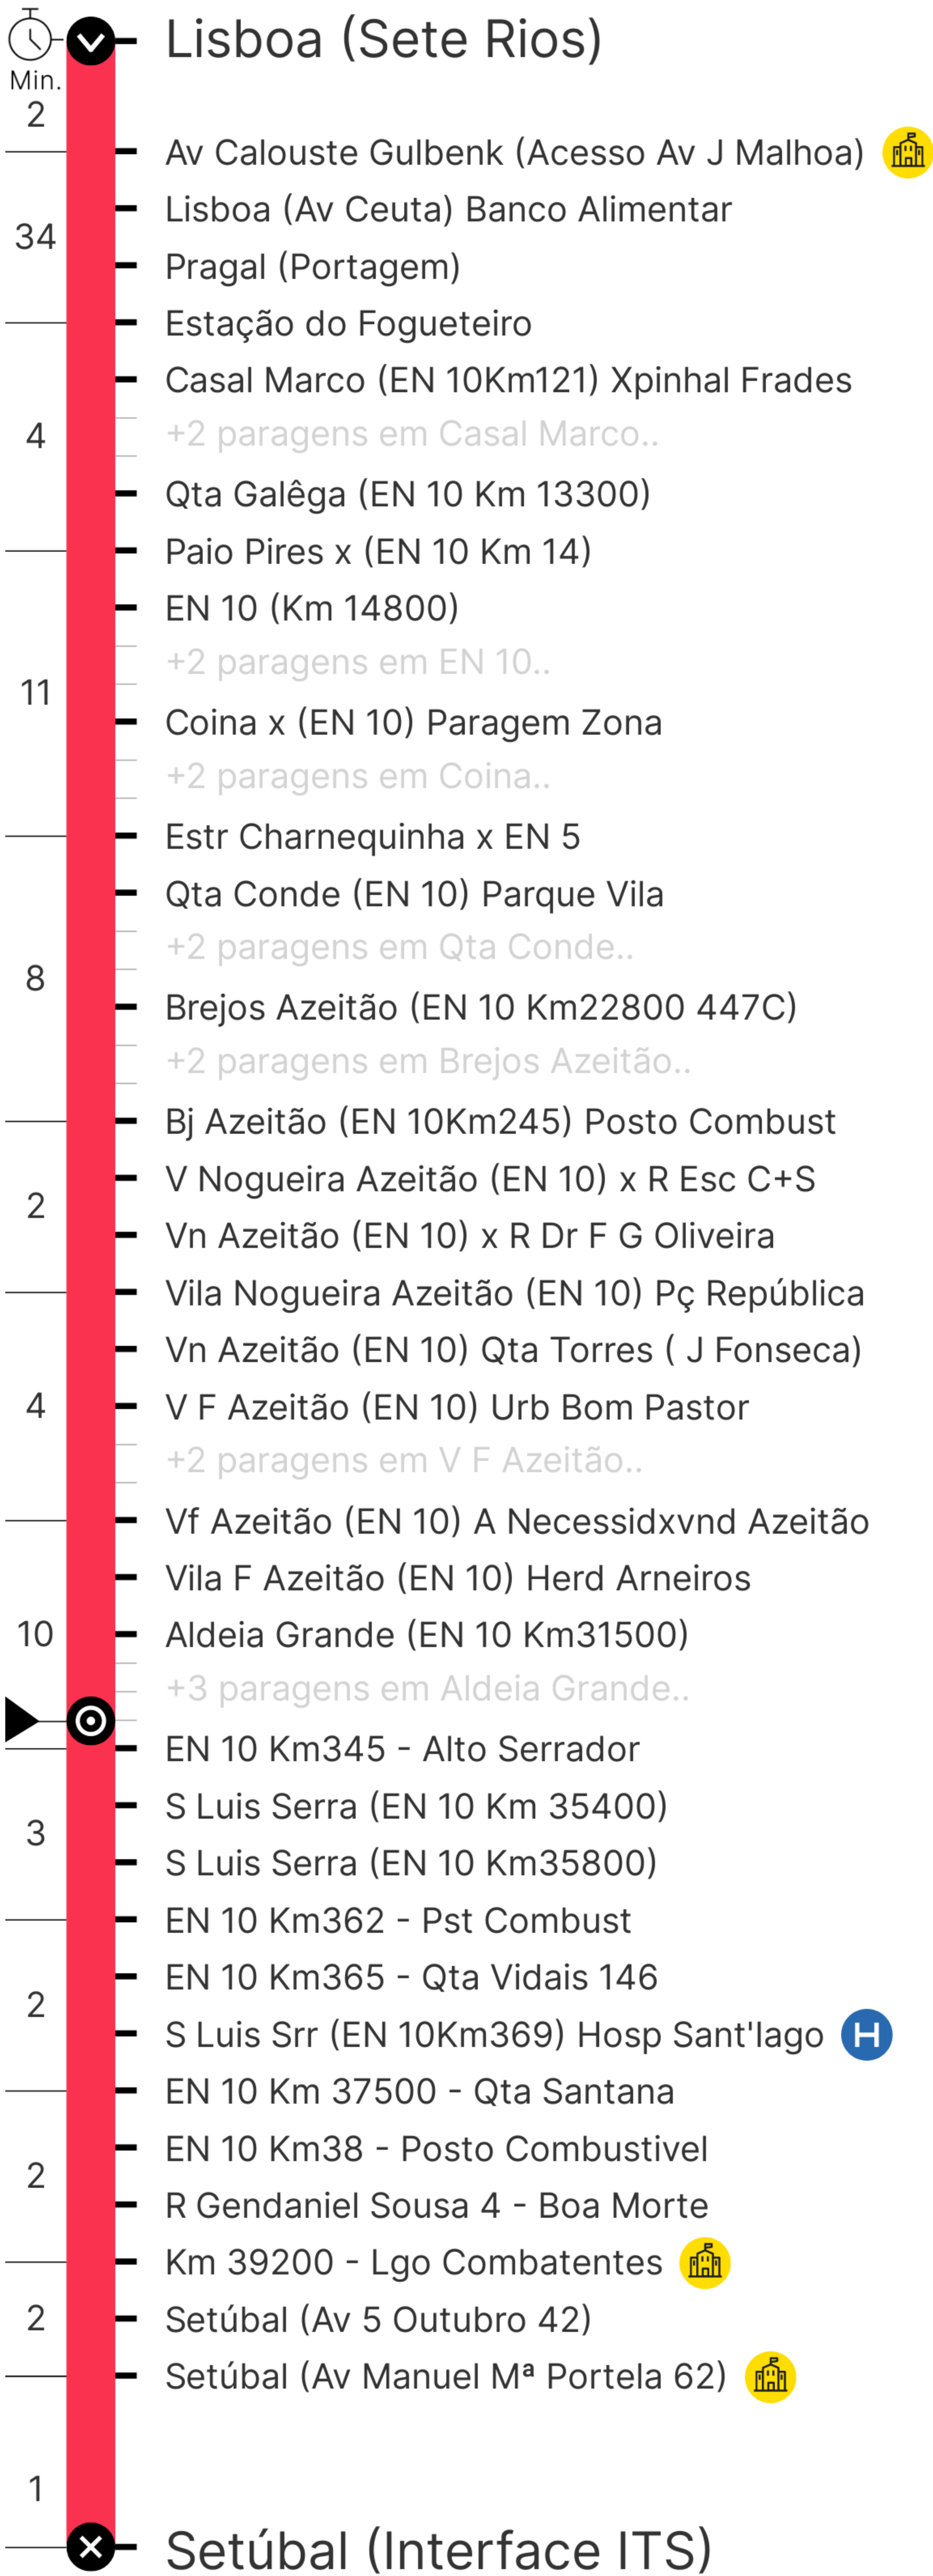 Lisboa (Sete Rios)
Min.
2
Av Calouste Gulbenk (Acesso Av J Malhoa)
Lisboa (Av Ceuta) Banco Alimentar
34
Pragal (Portagem)
Estação do Fogueteiro
Casal Marco (EN 10Km121) Xpinhal Frades
4
+2 paragens em Casal Marco..
Qta Galêga (EN 10 Km 13300)
Paio Pires x (EN 10 Km 14)
EN 10 (Km 14800)
+2 paragens em EN 10..
11
Coina x (EN 10) Paragem Zona
+2 paragens em Coina..
Estr Charnequinha x EN 5
Qta Conde (EN 10) Parque Vila
+2 paragens em Qta Conde..
8
Brejos Azeitão (EN 10 Km22800 447C)
+2 paragens em Brejos Azeitão..
Bj Azeitão (EN 10Km245) Posto Combust
V Nogueira Azeitão (EN 10) x R Esc C+S
2
Vn Azeitão (EN 10) x R Dr F G Oliveira
Vila Nogueira Azeitão (EN 10) Pç República
Vn Azeitão (EN 10) Qta Torres ( J Fonseca)
4
V F Azeitão (EN 10) Urb Bom Pastor
+2 paragens em V F Azeitão..
Vf Azeitão (EN 10) A Necessidxvnd Azeitão
Vila F Azeitão (EN 10) Herd Arneiros
10
Aldeia Grande (EN 10 Km31500)
+3 paragens em Aldeia Grande..
EN 10 Km345 - Alto Serrador
S Luis Serra (EN 10 Km 35400)
3
S Luis Serra (EN 10 Km35800)
EN 10 Km362 - Pst Combust
EN 10 Km365 - Qta Vidais 146
2
S Luis Srr (EN 10Km369) Hosp Sant'Iago
H
EN 10 Km 37500 - Qta Santana
EN 10 Km38 - Posto Combustivel
2
R Gendaniel Sousa 4 - Boa Morte
Km 39200 - Lgo Combatentes
2
Setúbal (Av 5 Outubro 42)
Setúbal (Av Manuel Mª Portela 62)
1
Setúbal (Interface ITS)